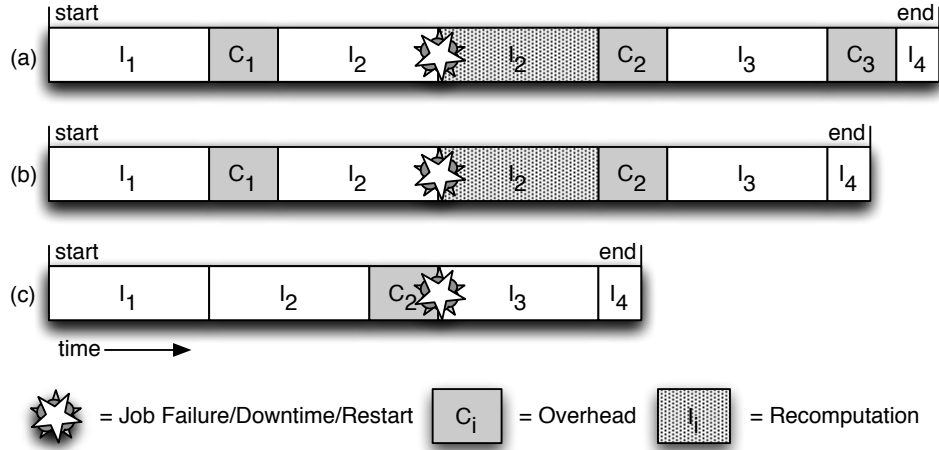 start end
(a) I1 C1 I2 I2 C2 I3 C3 I4
start end
(b) I1 C1 I2 I2 C2 I3 I4
start end
(c) I1 I2 C2 I3 I4
time
= Job Failure/Downtime/Restart Ci = Overhead Ii = Recomputation